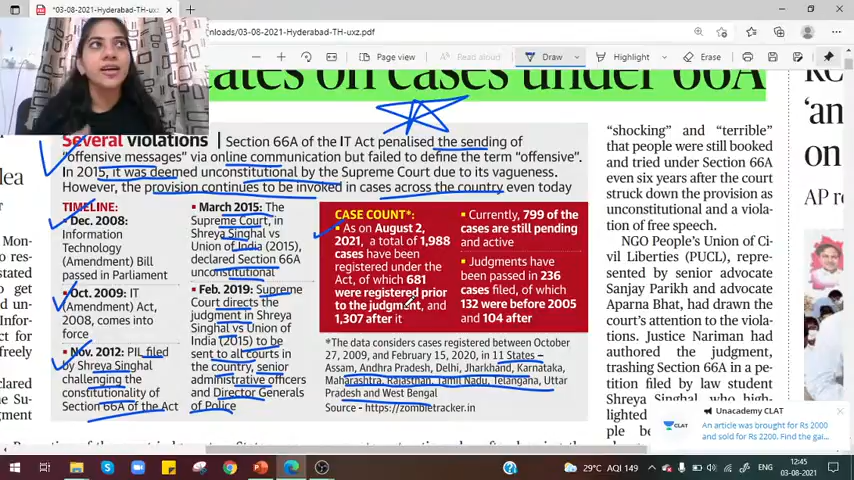 *03-08-2021-Hyderabad-TH-uxz.p
nloads/03-08-2021-Hyderabad-TH-uxz.pdf
Page view
Read aloud
Draw
Highlight
Erase
ates on cases under 66A
Several violations | Section 66A of the IT Act penalised the sending of
"offensive messages" via online communication but failed to define the term "offensive".
In 2015, it was deemed unconstitutional by the Supreme Court due to its vagueness.
However, the provision continues to be invoked in cases across the country even today
TIMELINE:
• Dec. 2008:
Information
Technology
(Amendment) Bill
passed in Parliament
• Oct. 2009: IT
(Amendment) Act,
2008, comes into
force
• Nov. 2012: PIL filed
by Shreya Singhal
challenging the
constitutionality of
Section 66A of the Act
• March 2015: The
Supreme Court, in
Shreya Singhal vs
Union of India (2015),
declared Section 66A
unconstitutional
• Feb. 2019: Supreme
Court directs the
judgment in Shreya
Singhal vs Union of
India (2015) to be
sent to all courts in
the country, senior
administrative officers
and Director Generals
of Police
CASE COUNT*:
• As on August 2,
2021, a total of 1,988
cases have been
registered under the
Act, of which 681
were registered prior
to the judgment, and
1,307 after it
• Currently, 799 of the
cases are still pending
and active
• Judgments have
been passed in 236
cases filed, of which
132 were before 2005
and 104 after
*The data considers cases registered between October
27, 2009, and February 15, 2020, in 11 States –
Assam, Andhra Pradesh, Delhi, Jharkhand, Karnataka,
Maharashtra, Rajasthan, Tamil Nadu, Telangana, Uttar
Pradesh and West Bengal
Source - https://zombietracker.in
"shocking" and "terrible"
that people were still booked
and tried under Section 66A
even six years after the court
struck down the provision as
unconstitutional and a viola-
tion of free speech.
NGO People's Union of Ci-
vil Liberties (PUCL), repre-
sented by senior advocate
Sanjay Parikh and advocate
Aparna Bhat, had drawn the
court's attention to the viola-
tions. Justice Nariman had
authored the judgment,
trashing Section 66A in a pe-
tition filed by law student
Shreya Singhal, who high-
lighted
ple be
'an
on
AP r
dea
Mon-
Unacademy CLAT
CLAT
An article was bought for Rs 2000
and sold for Rs 2200. Find the gai...
29°C AQI 149
ENG
12:45
03-08-2021